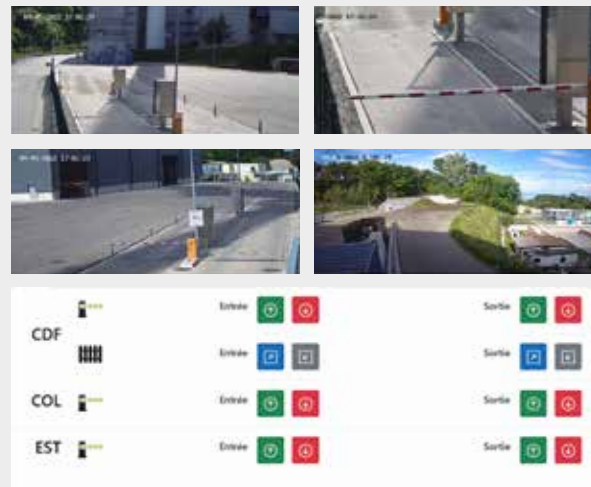 Entrée Sortie
CDF
Entrée Sortie
COL Entrée Sortie
EST Entrée Sortie